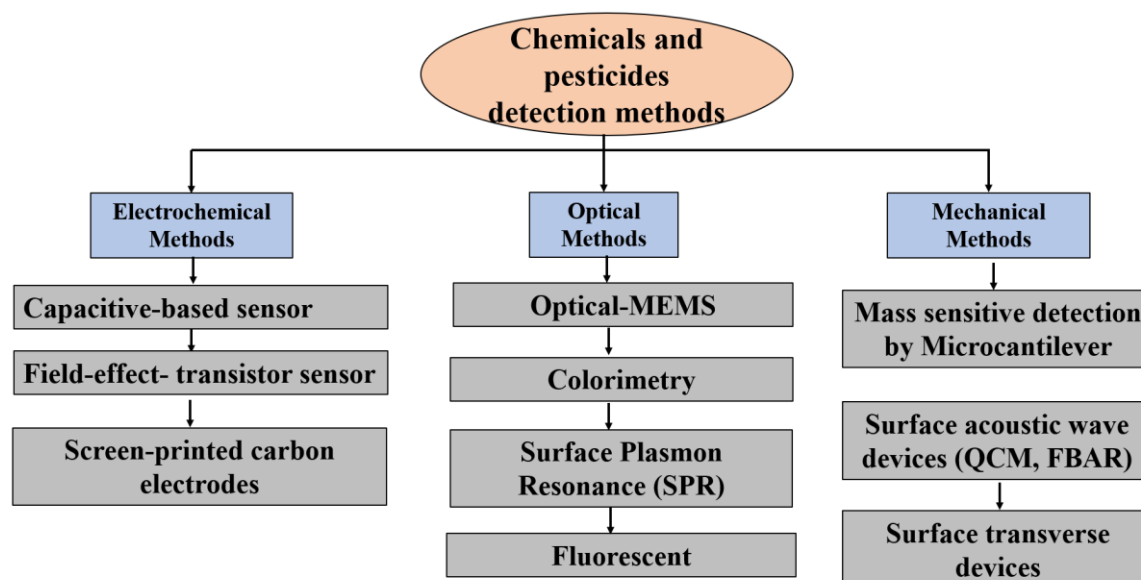 Chemicals and
pesticides
detection methods
Electrochemical
Methods
Optical
Methods
Mechanical
Methods
Capacitive-based sensor
Field-effect- transistor sensor
Screen-printed carbon
electrodes
Optical-MEMS
Colorimetry
Surface Plasmon
Resonance (SPR)
Fluorescent
Mass sensitive detection
by Microcantilever
Surface acoustic wave
devices (QCM, FBAR)
Surface transverse
devices